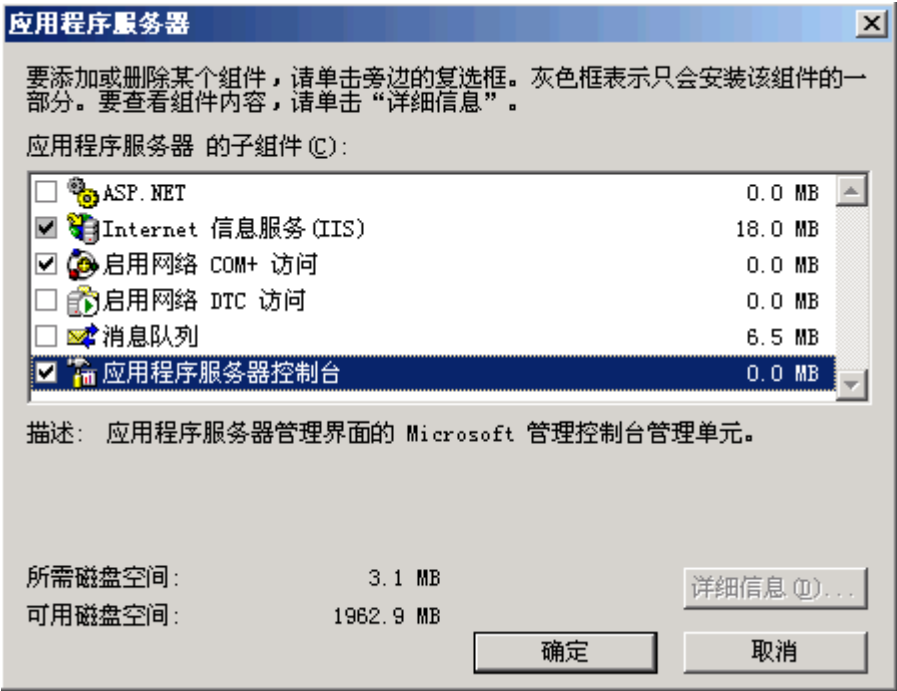 应用程序服务器
要添加或删除某个组件，请单击旁边的复选框。灰色框表示只会安装该组件的一
部分。要查看组件内容，请单击“详细信息”。
应用程序服务器 的子组件(C):
ASP.NET 0.0 MB
Internet 信息服务(IIS) 18.0 MB
启用网络 COM+ 访问 0.0 MB
启用网络 DTC 访问 0.0 MB
消息队列 6.5 MB
应用程序服务器控制台 0.0 MB
描述: 应用程序服务器管理界面的 Microsoft 管理控制台管理单元。
所需磁盘空间: 3.1 MB
详细信息(D)...
可用磁盘空间: 1962.9 MB
确定 取消